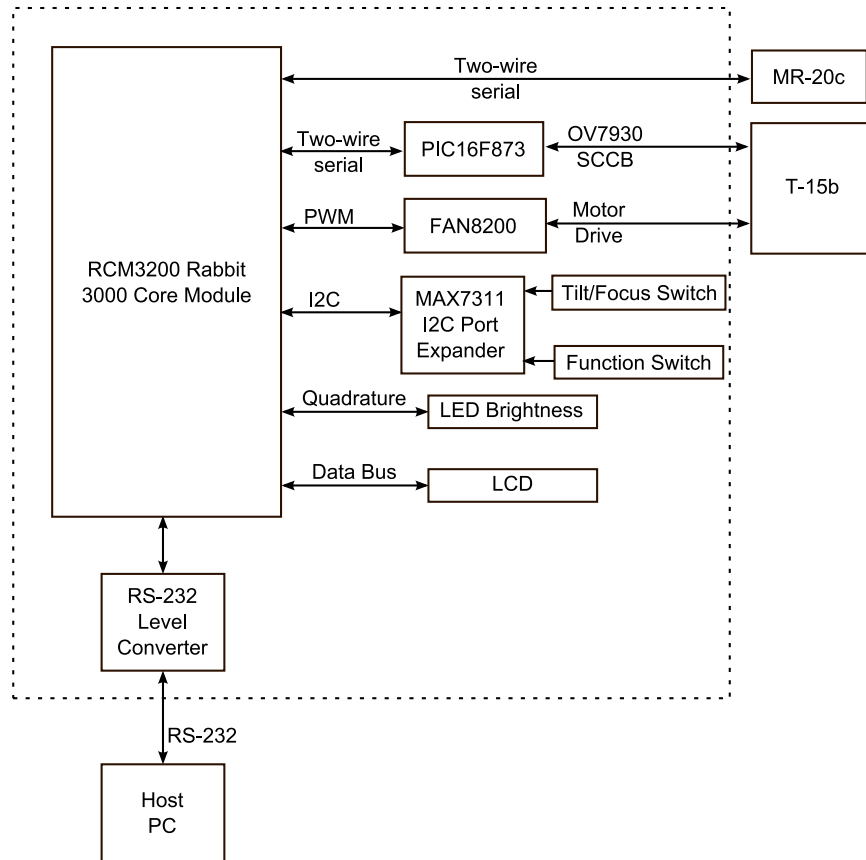 Two-wire
serial
MR-20c
Two-wire
serial
PIC16F873
OV7930
SCCB
T-15b
PWM
FAN8200
Motor
Drive
RCM3200 Rabbit
3000 Core Module
I2C
MAX7311
I2C Port
Expander
Tilt/Focus Switch
Function Switch
Quadrature
LED Brightness
Data Bus
LCD
RS-232
Level
Converter
RS-232
Host
PC